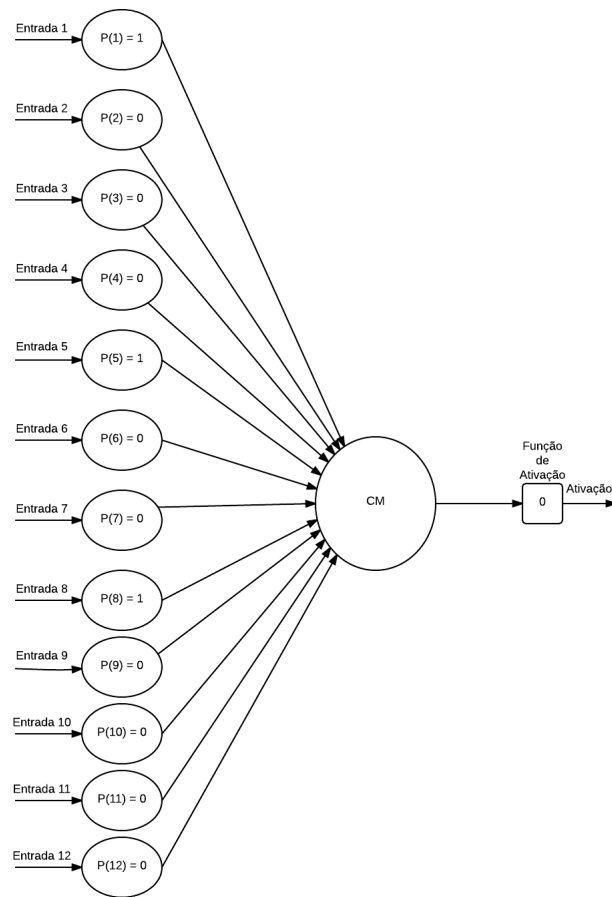 Entrada 1
P(1) = 1
Entrada 2
P(2) = 0
Entrada 3
P(3) = 0
Entrada 4
P(4) = 0
Entrada 5
P(5) = 1
Entrada 6
P(6) = 0
Entrada 7
P(7) = 0
Entrada 8
P(8) = 1
Entrada 9
P(9) = 0
Entrada 10
P(10) = 0
Entrada 11
P(11) = 0
Entrada 12
P(12) = 0
CM
Função
de
Ativação
0
Ativação